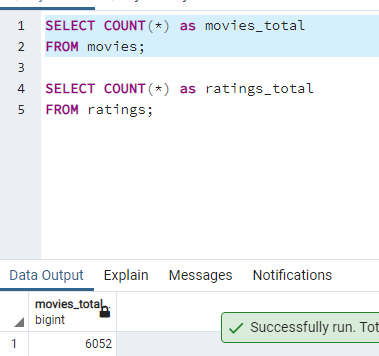 1 SELECT COUNT(*) as movies_total
2 FROM movies;
3
4 SELECT COUNT(*) as ratings_total
5 FROM ratings;
Data Output Explain Messages Notifications
movies_total
bigint
1 6052
Successfully run. Tot